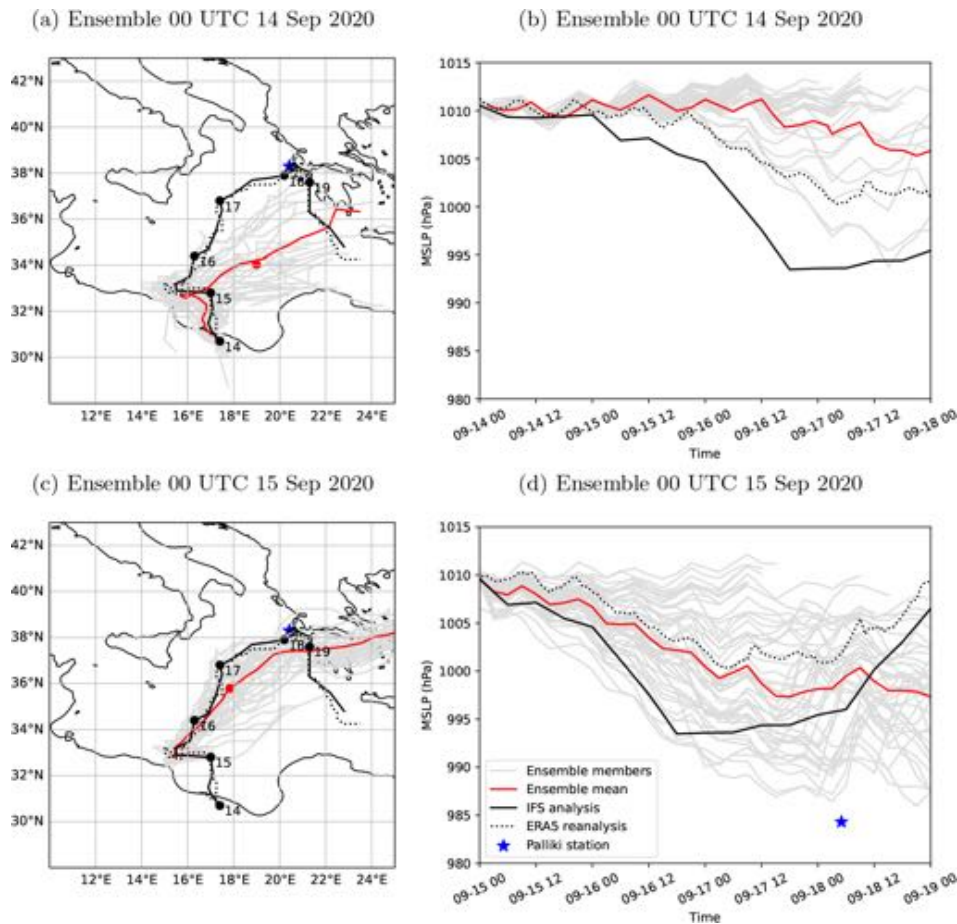 (a) Ensemble 00 UTC 14 Sep 2020
(b) Ensemble 00 UTC 14 Sep 2020
42°N
40°N
38°N
36°N
34°N
32°N
30°N
12°E 16°E 18°E 20°E 22°E 24°E
18
19
17
16
15
14
1015
1010
1005
1000
995
990
985
980
MSLP (hPa)
09-14 00
09-14 12
09-15 00
09-15 12
09-16 00
09-16 12
09-17 00
09-17 12
09-18 00
Time
(c) Ensemble 00 UTC 15 Sep 2020
(d) Ensemble 00 UTC 15 Sep 2020
42°N
40°N
38°N
36°N
34°N
32°N
30°N
12°E 16°E 18°E 20°E 22°E 24°E
18
19
17
16
15
14
1015
1010
1005
1000
995
990
985
980
MSLP (hPa)
Ensemble members
Ensemble mean
IFS analysis
ERA5 reanalysis
Palliki station
09-15 00
09-15 12
09-16 00
09-16 12
09-17 00
09-17 12
09-18 00
09-18 12
09-19 00
Time